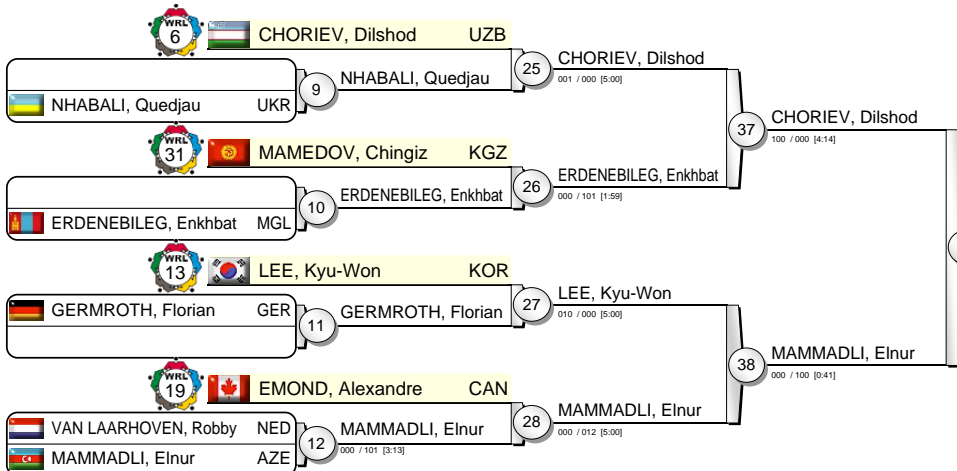 WRL
6
CHORIEV, Dilshod UZB
NHABALI, Quedjau UKR
9
NHABALI, Quedjau
25
CHORIEV, Dilshod
001 / 000 [5:00]
WRL
31
MAMEDOV, Chingiz KGZ
ERDENEBILEG, Enkhbat MGL
10
ERDENEBILEG, Enkhbat
26
ERDENEBILEG, Enkhbat
000 / 101 [1:59]
37
CHORIEV, Dilshod
100 / 000 [4:14]
WRL
13
LEE, Kyu-Won KOR
GERMROTH, Florian GER
11
GERMROTH, Florian
27
LEE, Kyu-Won
010 / 000 [5:00]
WRL
19
EMOND, Alexandre CAN
VAN LAARHOVEN, Robby NED
MAMMADLI, Elnur AZE
12
MAMMADLI, Elnur
000 / 101 [3:13]
28
MAMMADLI, Elnur
000 / 012 [5:00]
38
MAMMADLI, Elnur
000 / 100 [0:41]